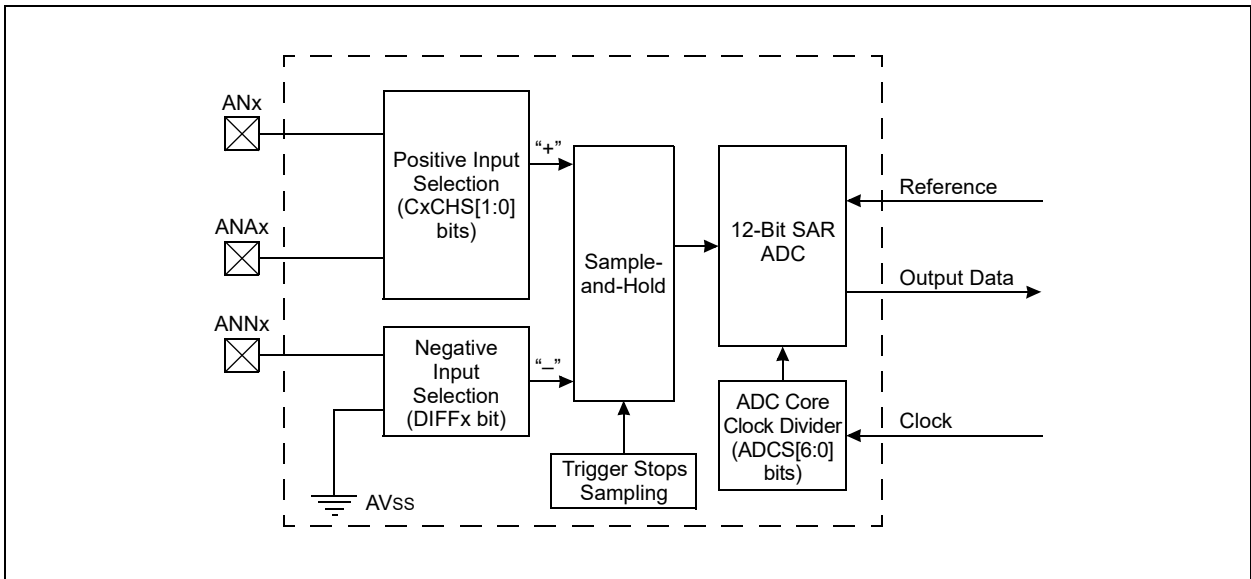 ANx
ANAx
ANNx
Positive Input
Selection
(CxCHS[1:0]
bits)
“+”
Negative
Input
Selection
(DIFFx bit)
“–”
AVSS
Sample-
and-Hold
Trigger Stops
Sampling
12-Bit SAR
ADC
ADC Core
Clock Divider
(ADCS[6:0]
bits)
Reference
Output Data
Clock